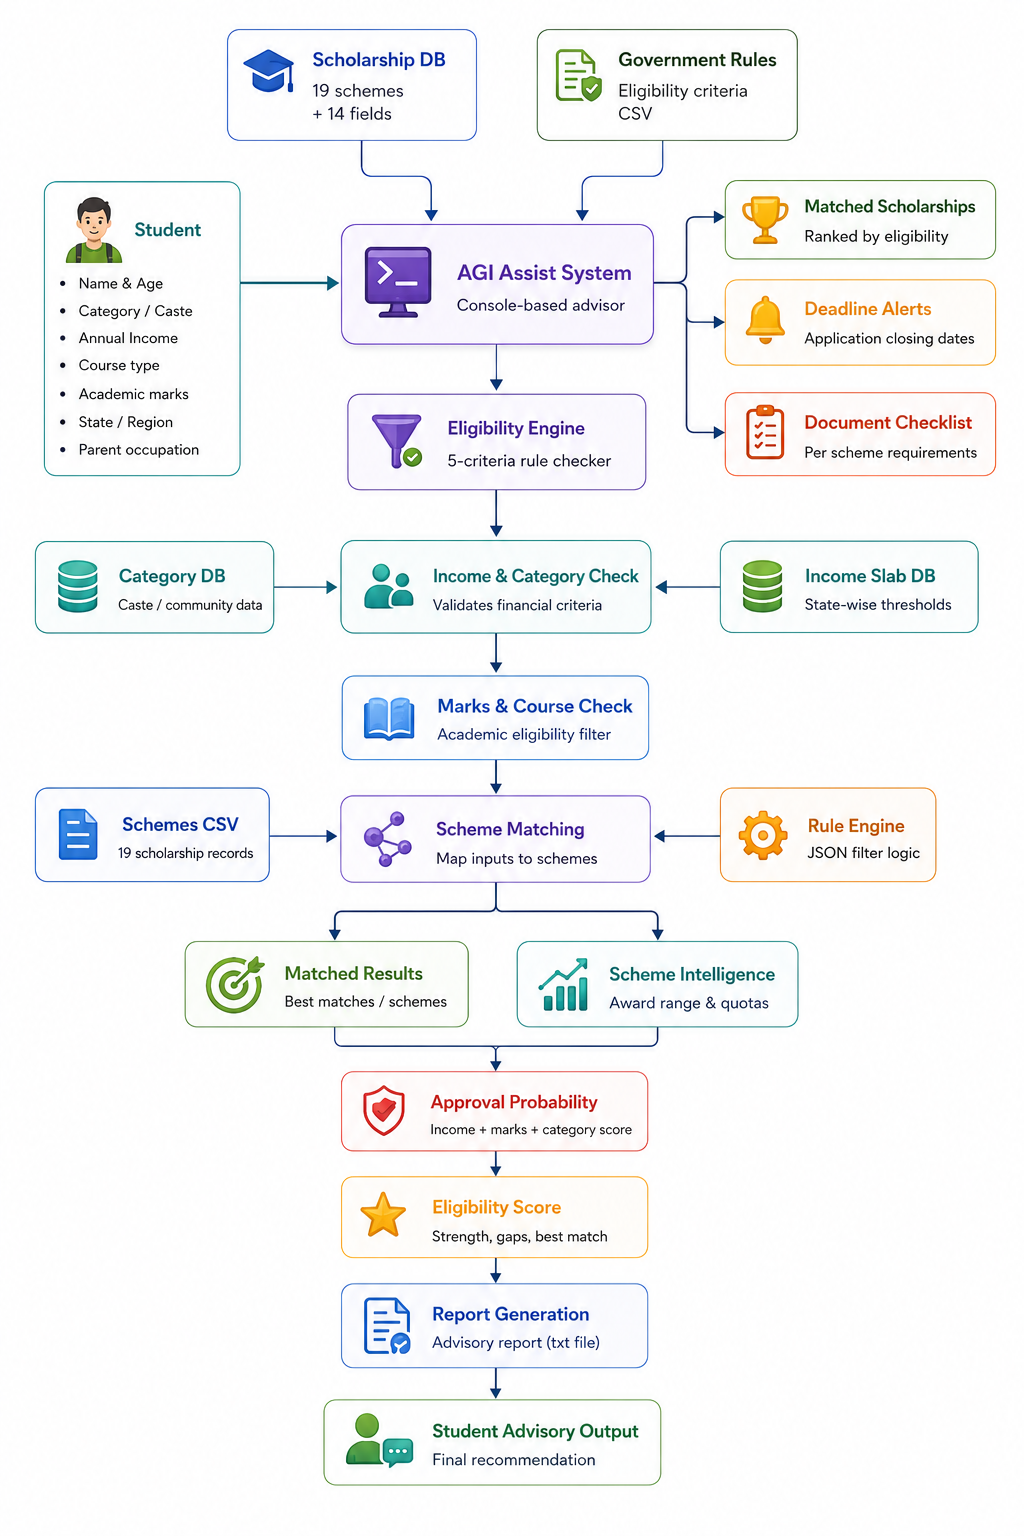 Scholarship DB
19 schemes
+ 14 fields
Government Rules
Eligibility criteria
CSV
Student
• Name & Age
• Category / Caste
• Annual Income
• Course type
• Academic marks
• State / Region
• Parent occupation
AGI Assist System
Console-based advisor
Matched Scholarships
Ranked by eligibility
Deadline Alerts
Application closing dates
Document Checklist
Per scheme requirements
Eligibility Engine
5-criteria rule checker
Category DB
Caste / community data
Income & Category Check
Validates financial criteria
Income Slab DB
State-wise thresholds
Marks & Course Check
Academic eligibility filter
Schemes CSV
19 scholarship records
Scheme Matching
Map inputs to schemes
Rule Engine
JSON filter logic
Matched Results
Best matches / schemes
Scheme Intelligence
Award range & quotas
Approval Probability
Income + marks + category score
Eligibility Score
Strength, gaps, best match
Report Generation
Advisory report (txt file)
Student Advisory Output
Final recommendation